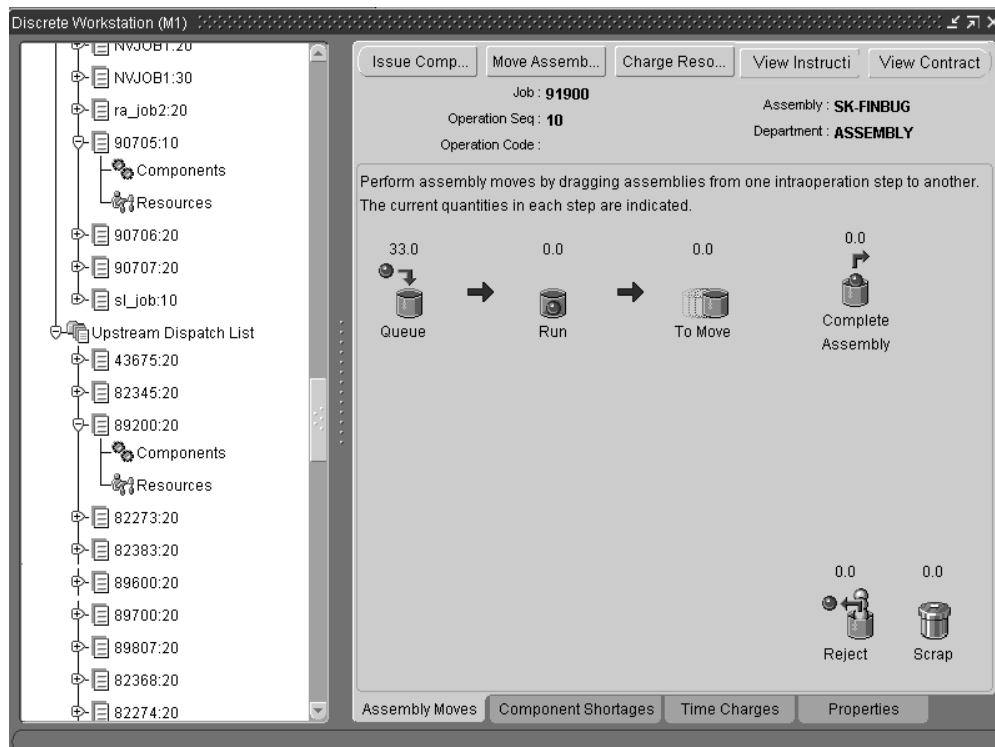 Discrete Workstation (M1)
NVJOB1:20
NVJOB1:30
ra_job2:20
90705:10
Components
Resources
90706:20
90707:20
sl_job:10
Upstream Dispatch List
43675:20
82345:20
89200:20
Components
Resources
82273:20
82383:20
89600:20
89700:20
89807:20
82368:20
82274:20
Issue Comp... Move Assemb... Charge Reso... View Instructi View Contract
Job : 91900
Operation Seq : 10
Operation Code :
Assembly : SK-FINBUG
Department : ASSEMBLY
Perform assembly moves by dragging assemblies from one intraoperation step to another.
The current quantities in each step are indicated.
33.0 0.0 0.0 0.0
Queue Run To Move Complete
Assembly
0.0 0.0
Reject Scrap
Assembly Moves Component Shortages Time Charges Properties